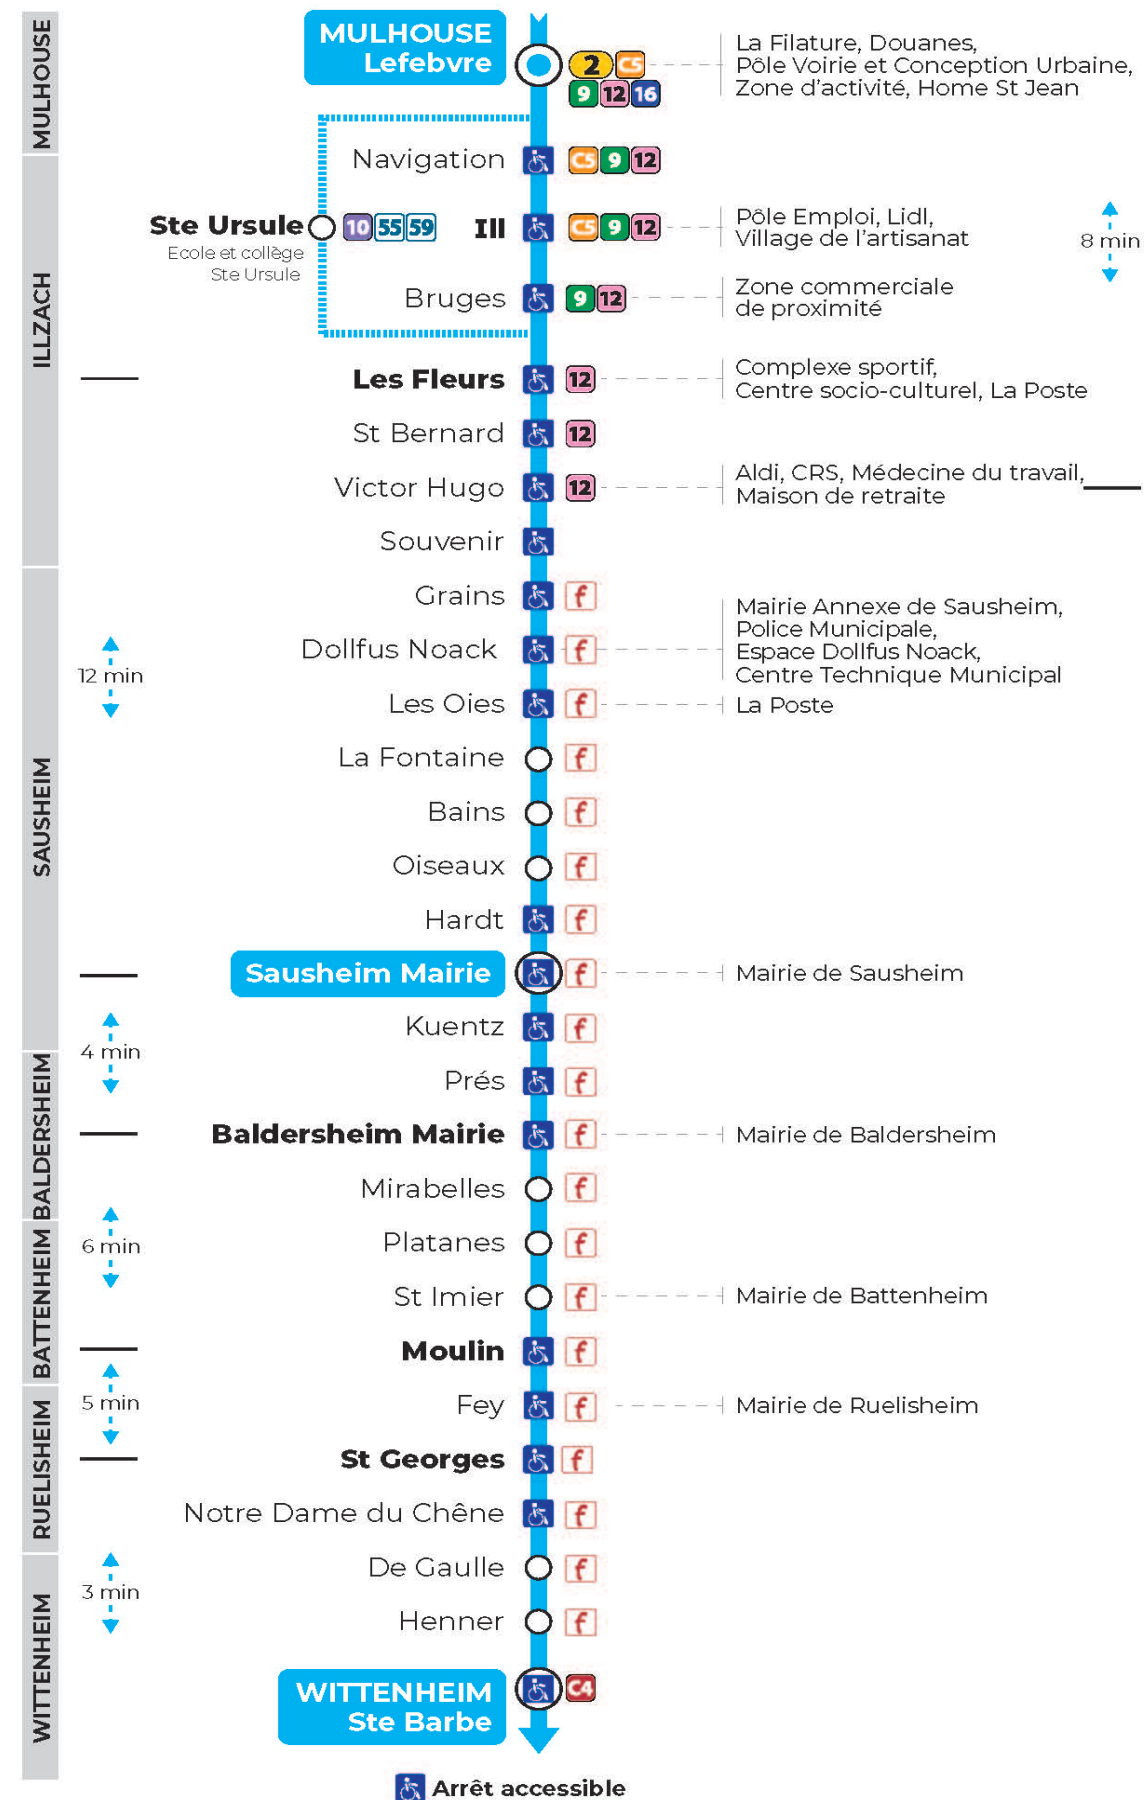 MULHOUSE
MULHOUSE
Lefebvre
2 C5
9 12 16
La Filature, Douanes,
Pôle Voirie et Conception Urbaine,
Zone d'activité, Home St Jean
ILLZACH
Navigation
C5 9 12
Ste Ursule
Ecole et collège
Ste Ursule
10 55 59
Ill
C5 9 12
Pôle Emploi, Lidl,
Village de l'artisanat
8 min
Bruges
9 12
Zone commerciale
de proximité
Les Fleurs
12
Complexe sportif,
Centre socio-culturel, La Poste
St Bernard
12
Victor Hugo
12
Aldi, CRS, Médecine du travail,
Maison de retraite
Souvenir
SAUSHEIM
12 min
Grains
f
Dollfus Noack
f
Mairie Annexe de Sausheim,
Police Municipale,
Espace Dollfus Noack,
Centre Technique Municipal
Les Oies
f
La Poste
La Fontaine
f
Bains
f
Oiseaux
f
Hardt
f
Sausheim Mairie
f
Mairie de Sausheim
Kuentz
f
4 min
BALDERSHEIM
Prés
f
Baldersheim Mairie
f
Mairie de Baldersheim
Mirabelles
f
BATTENHEIM
6 min
Platanes
f
St Imier
f
Mairie de Battenheim
Moulin
f
RUELISHEIM
5 min
Fey
f
Mairie de Ruelisheim
St Georges
f
Notre Dame du Chêne
f
WITTENHEIM
3 min
De Gaulle
f
Henner
f
WITTENHEIM
Ste Barbe
C4
Arrêt accessible